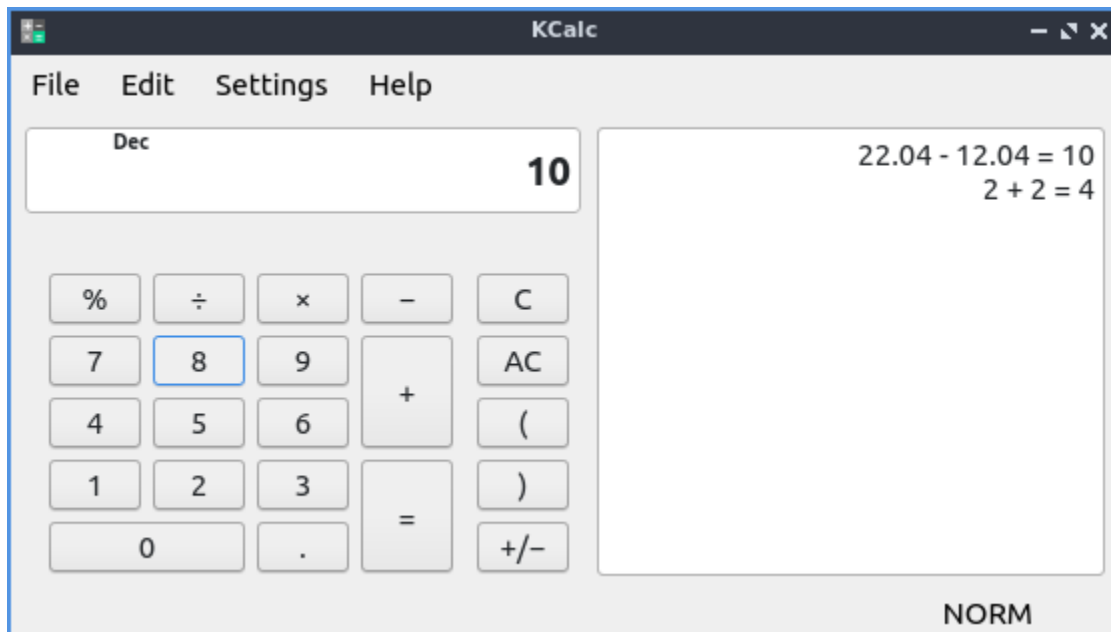 KCalc
File Edit Settings Help
Dec
10
22.04 - 12.04 = 10
2 + 2 = 4
% ÷ × − C
7 8 9 + AC
4 5 6 (
1 2 3 = )
0 . +/−
NORM